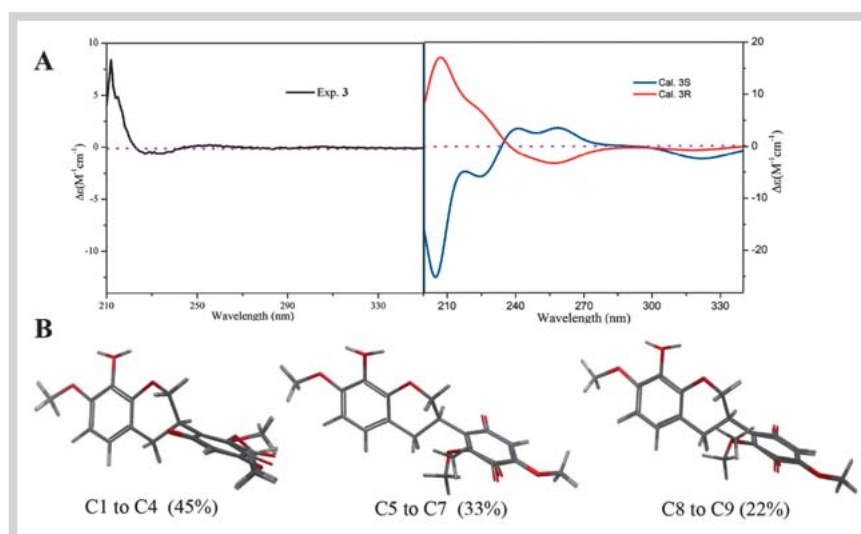 A
10
5
0
-5
-10
Δε(M⁻¹cm⁻¹)
210
250
290
330
Wavelength (nm)
Exp. 3
20
10
0
-10
-20
Δε(M⁻¹cm⁻¹)
210
240
270
300
330
Wavelength (nm)
Cal. 3S
Cal. 3R
B
C1 to C4 (45%)
C5 to C7 (33%)
C8 to C9 (22%)